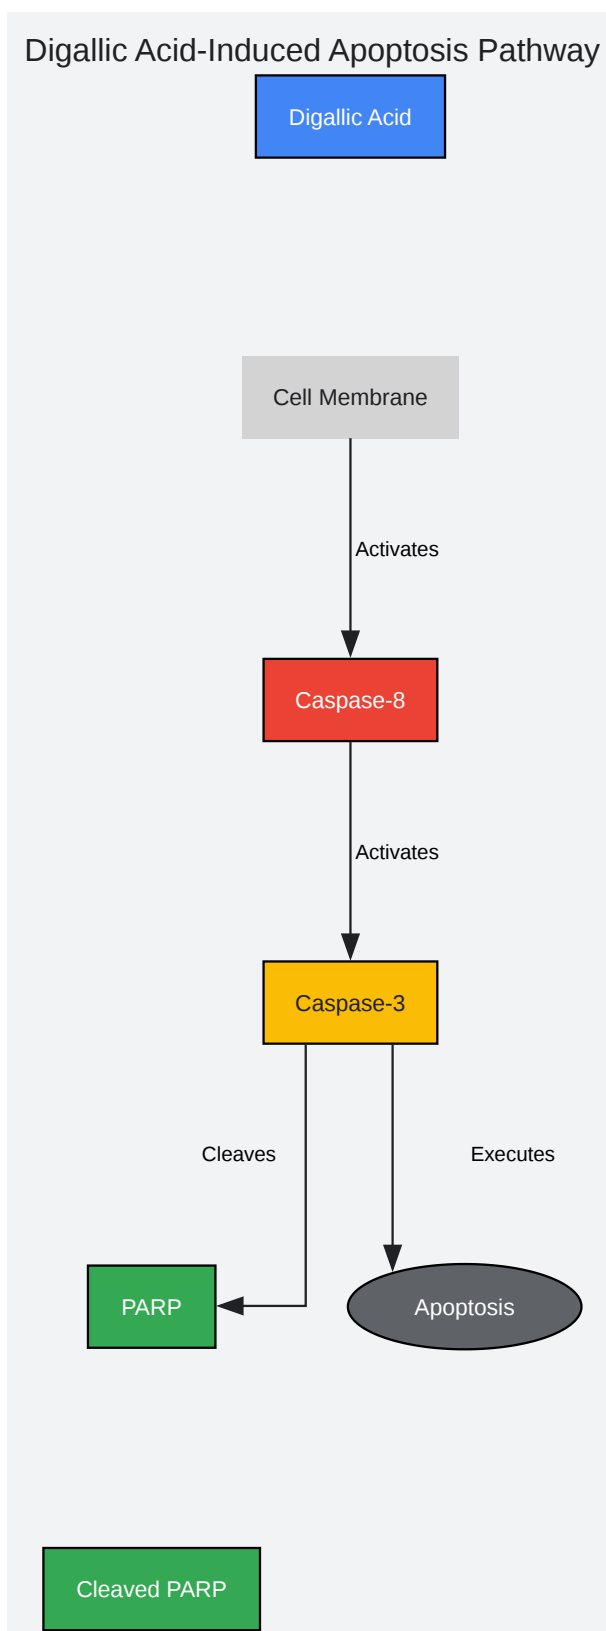 Digallic Acid-Induced Apoptosis Pathway
Digallic Acid
Cell Membrane
Activates
Caspase-8
Activates
Caspase-3
Cleaves
Executes
PARP
Apoptosis
Cleaved PARP